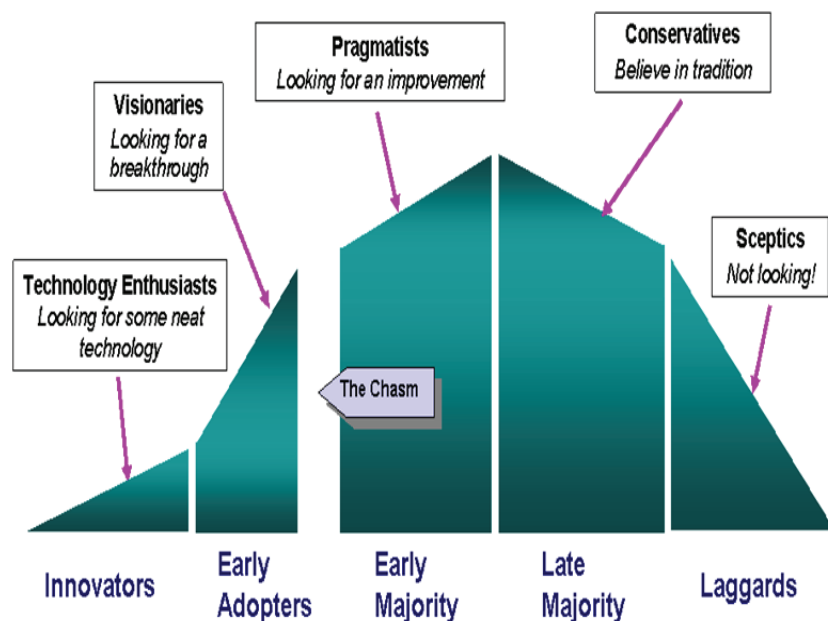 Pragmatists
Looking for an improvement
Conservatives
Believe in tradition
Visionaries
Looking for a
breakthrough
Sceptics
Not looking!
Technology Enthusiasts
Looking for some neat
technology
The Chasm
Innovators
Early
Adopters
Early
Majority
Late
Majority
Laggards